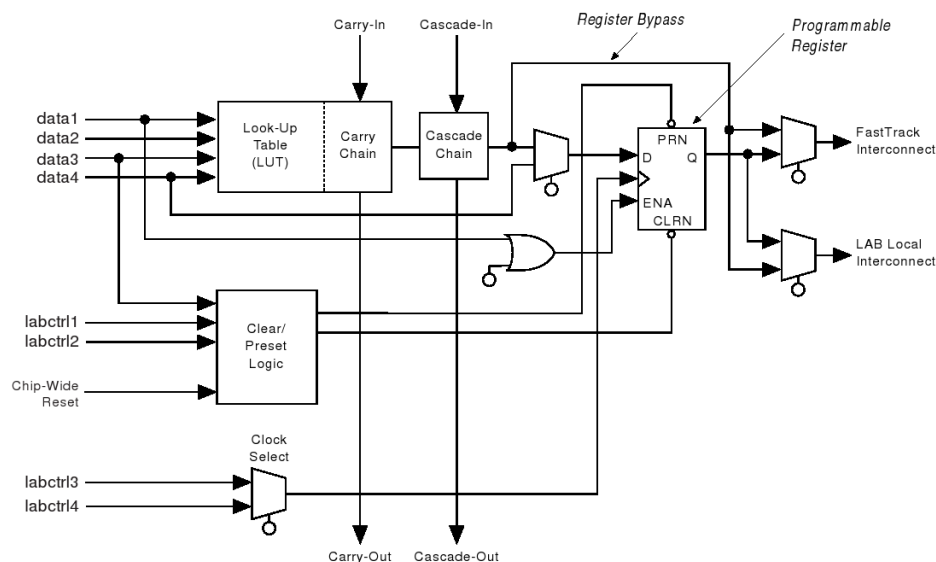 Carry-In
Cascade-In
Register Bypass
Programmable
Register
data1
data2
data3
data4
Look-Up
Table
(LUT)
Carry
Chain
Cascade
Chain
PRN
D
Q
ENA
CLRN
FastTrack
Interconnect
LAB Local
Interconnect
labctrl1
labctrl2
Clear/
Preset
Logic
Chip-Wide
Reset
Clock
Select
labctrl3
labctrl4
Carry-Out
Cascade-Out